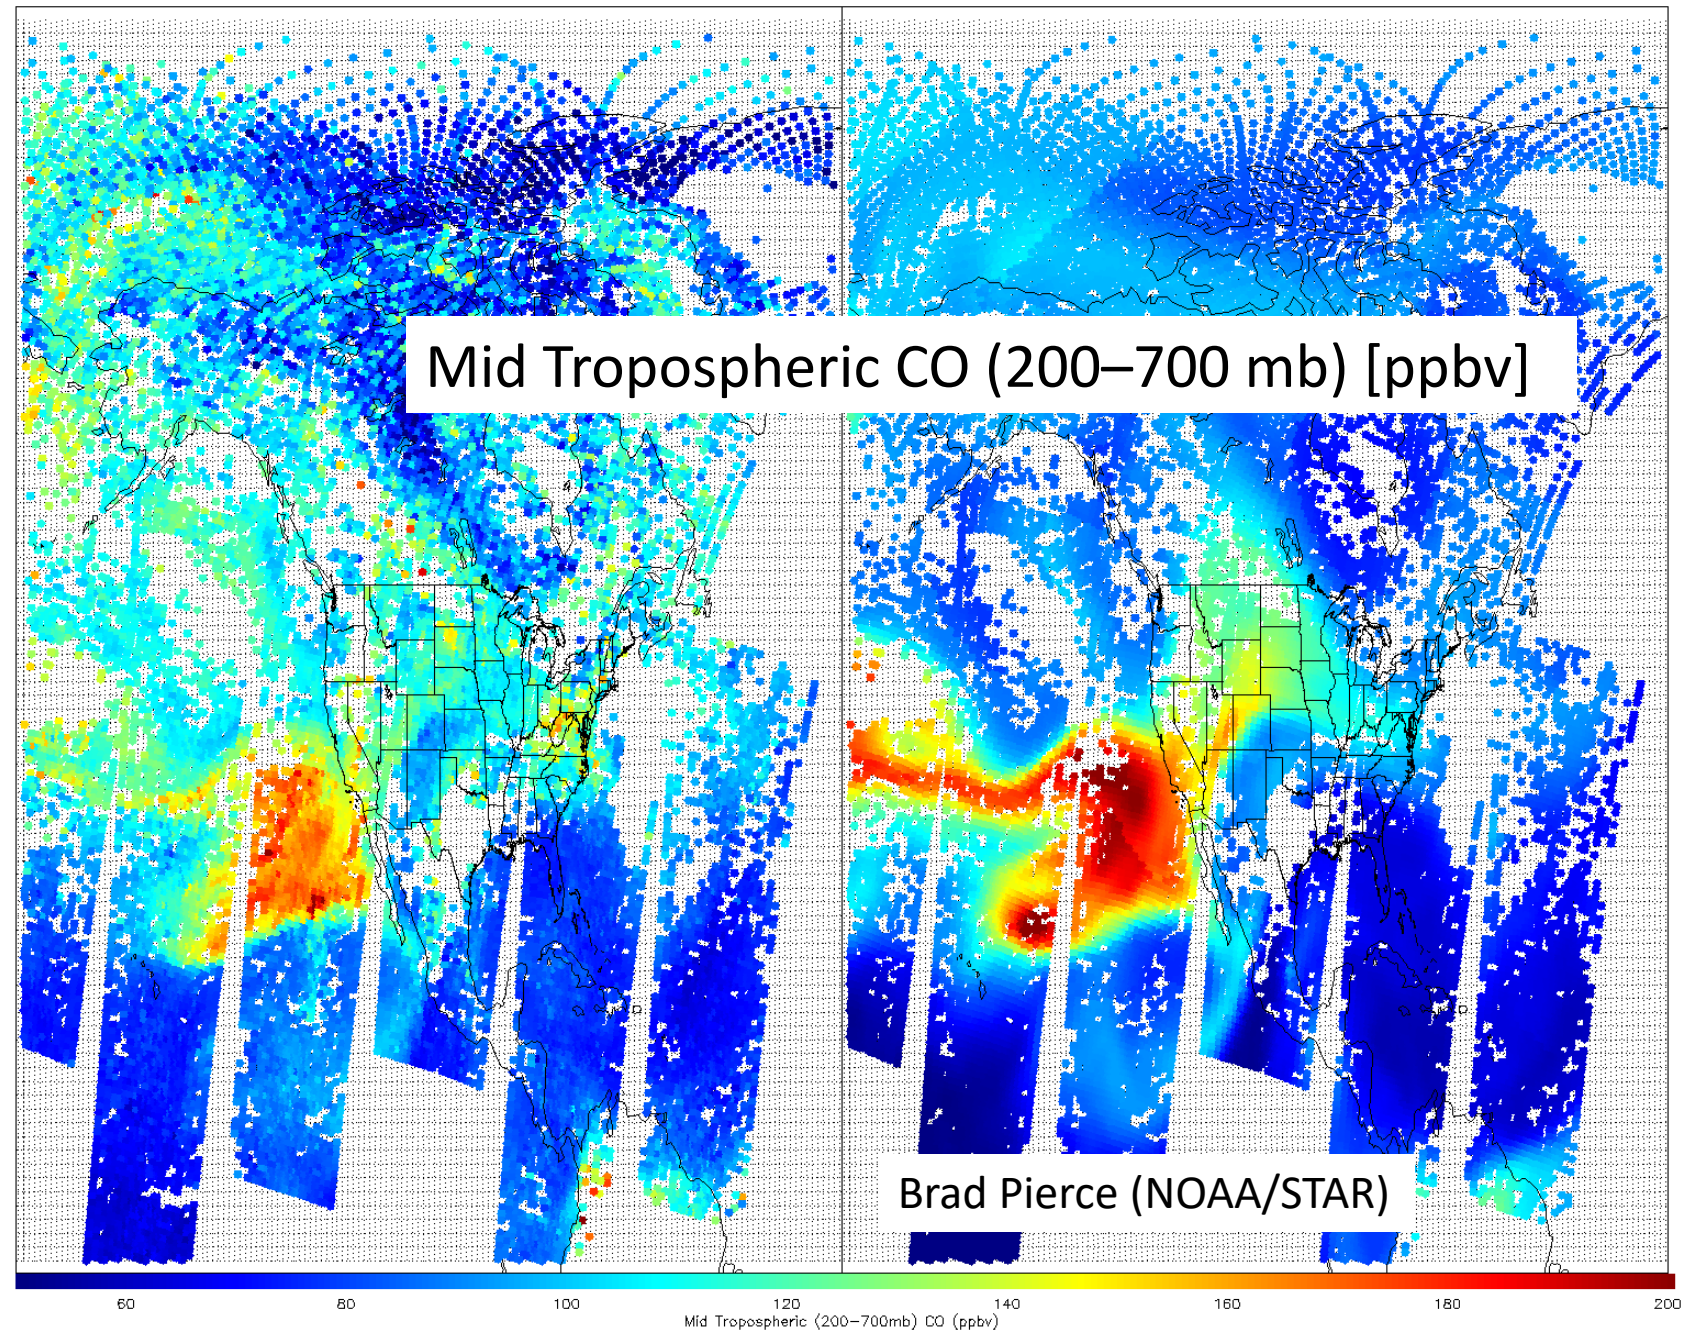 Mid Tropospheric CO (200–700 mb) [ppbv]
Brad Pierce (NOAA/STAR)
60 80 100 120 140 160 180 200
Mid Tropospheric (200–700mb) CO (ppbv)